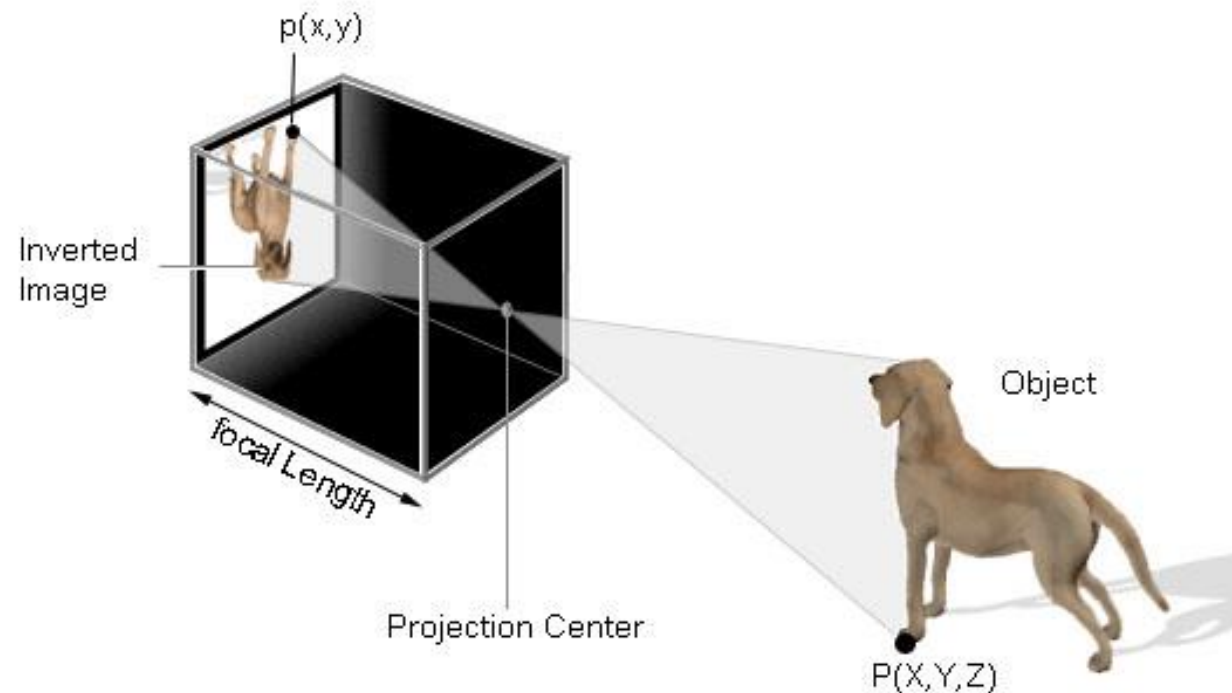 p(x,y)
Inverted
Image
Object
focal Length
Projection Center
P(X,Y,Z)